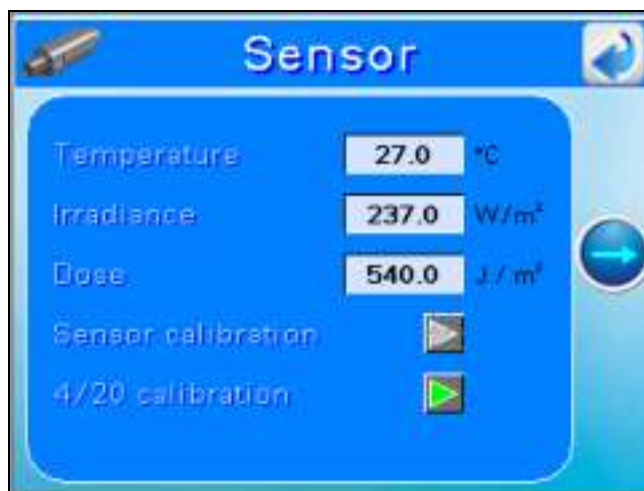 Sensor
Temperature 27.0 °C
Irradiance 237.0 W/m²
Dose 540.0 J/m²
Sensor calibration
4/20 calibration